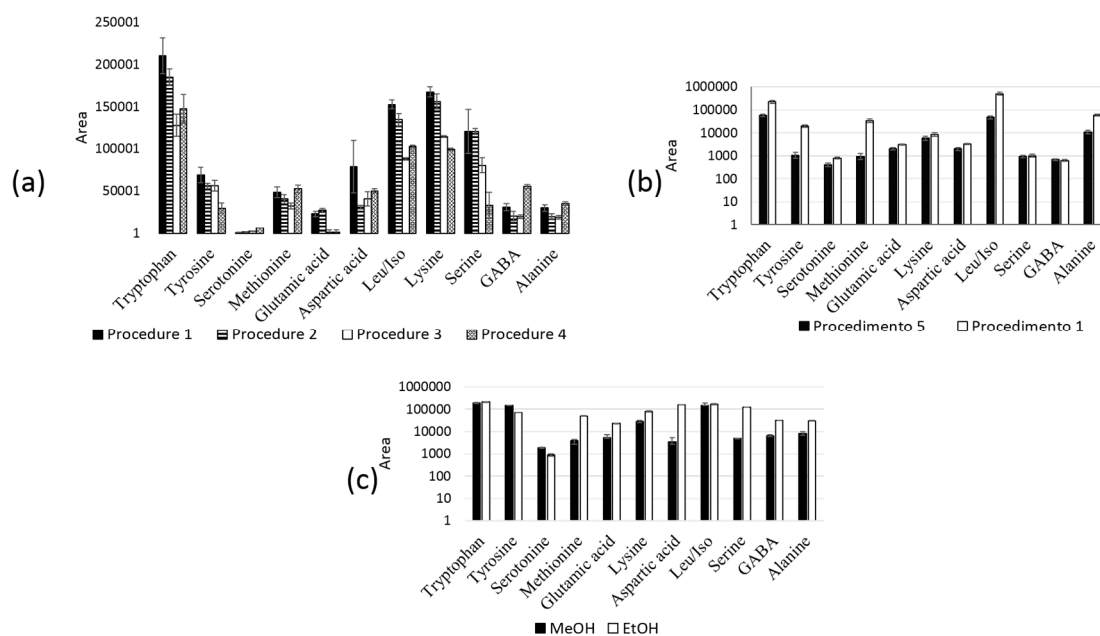 (a)
Area
250001
200001
150001
100001
50001
1
Tryptophan
Tyrosine
Serotonine
Methionine
Glutamic acid
Aspartic acid
Leu/Iso
Lysine
Serine
GABA
Alanine
Procedure 1 Procedure 2 Procedure 3 Procedure 4
(b)
Area
1000000
100000
10000
1000
100
10
1
Tryptophan
Tyrosine
Serotonine
Methionine
Glutamic acid
Lysine
Aspartic acid
Leu/Iso
Serine
GABA
Alanine
Procedimento 5 Procedimento 1
(c)
Area
1000000
100000
10000
1000
100
10
1
Tryptophan
Tyrosine
Serotonine
Methionine
Glutamic acid
Lysine
Aspartic acid
Leu/Iso
Serine
GABA
Alanine
MeOH EtOH